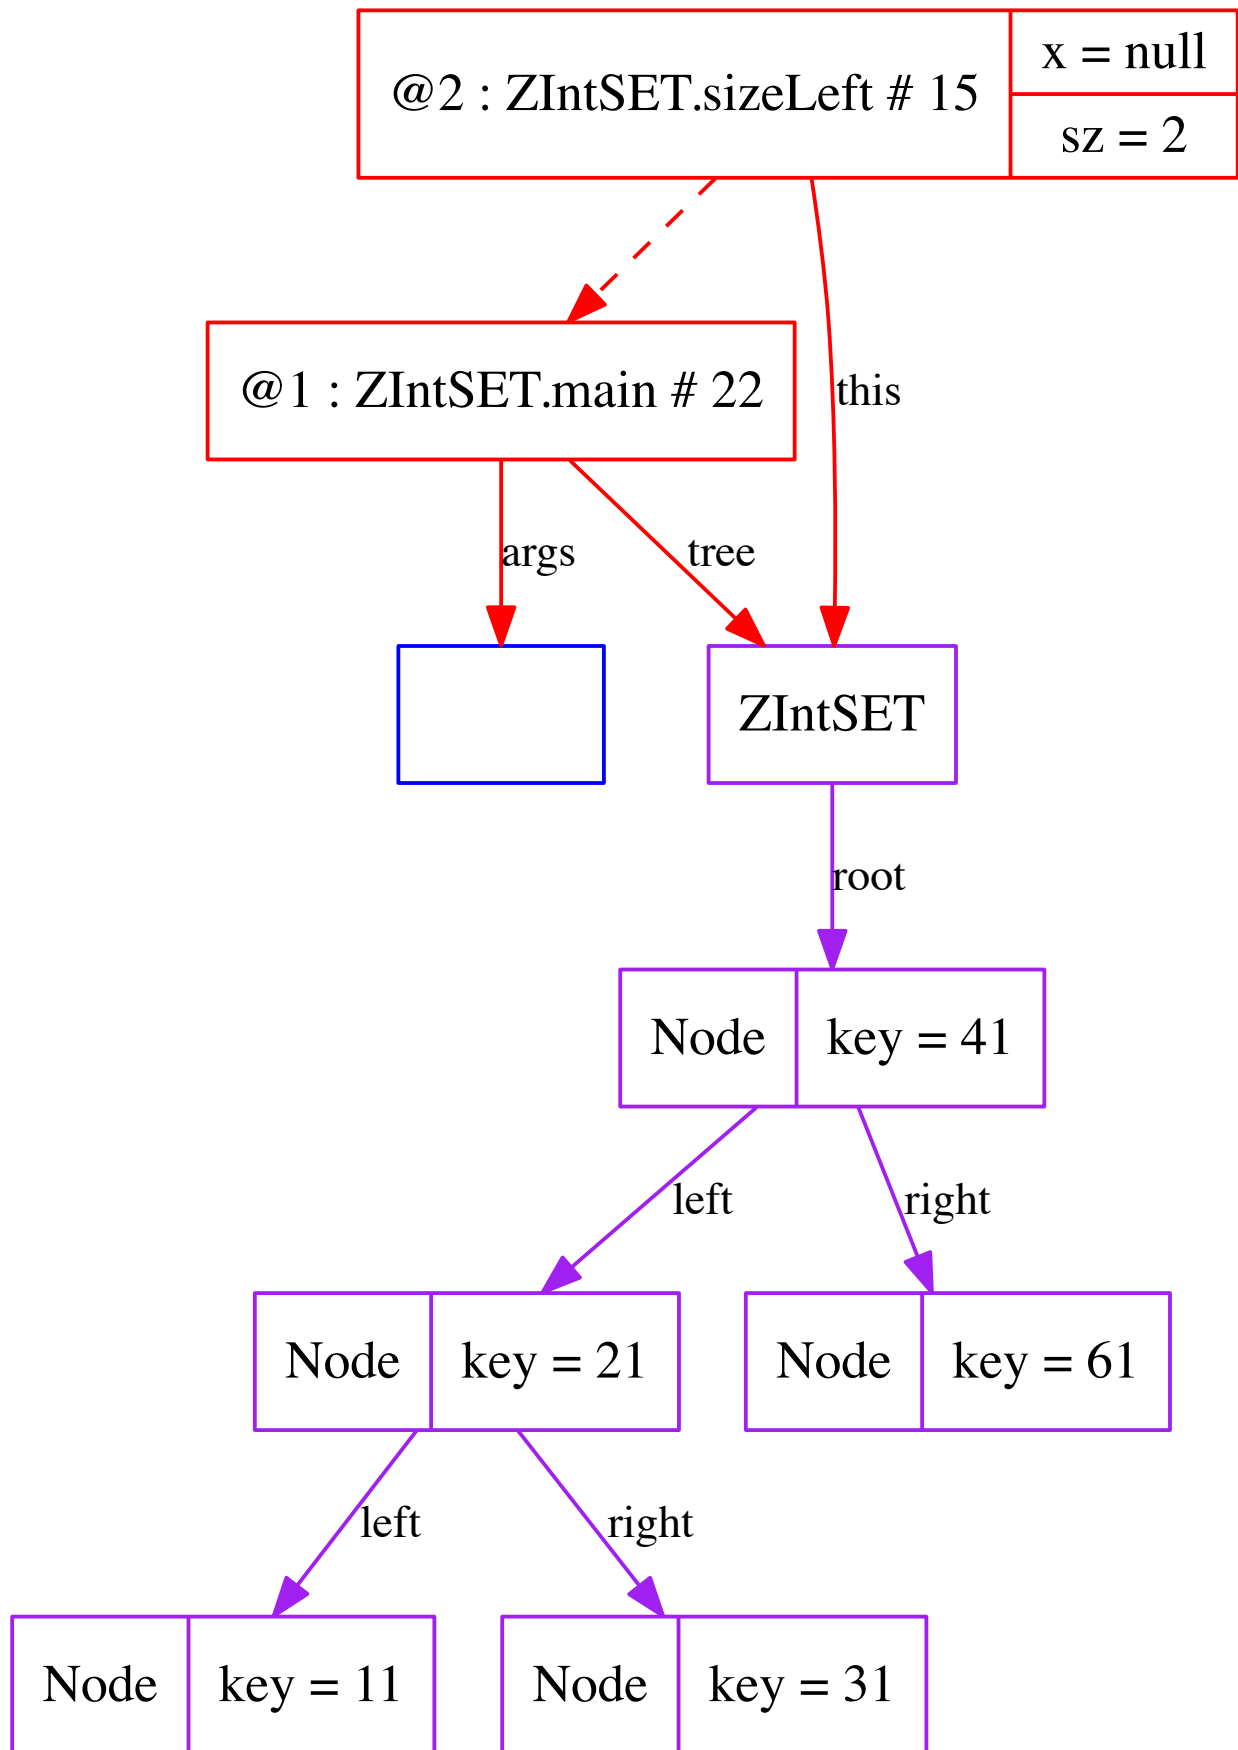 @2 : ZIntSET.sizeLeft # 15
x = null
sz = 2
@1 : ZIntSET.main # 22
this
args
tree
ZIntSET
root
Node
key = 41
left
right
Node
key = 21
Node
key = 61
left
right
Node
key = 11
Node
key = 31